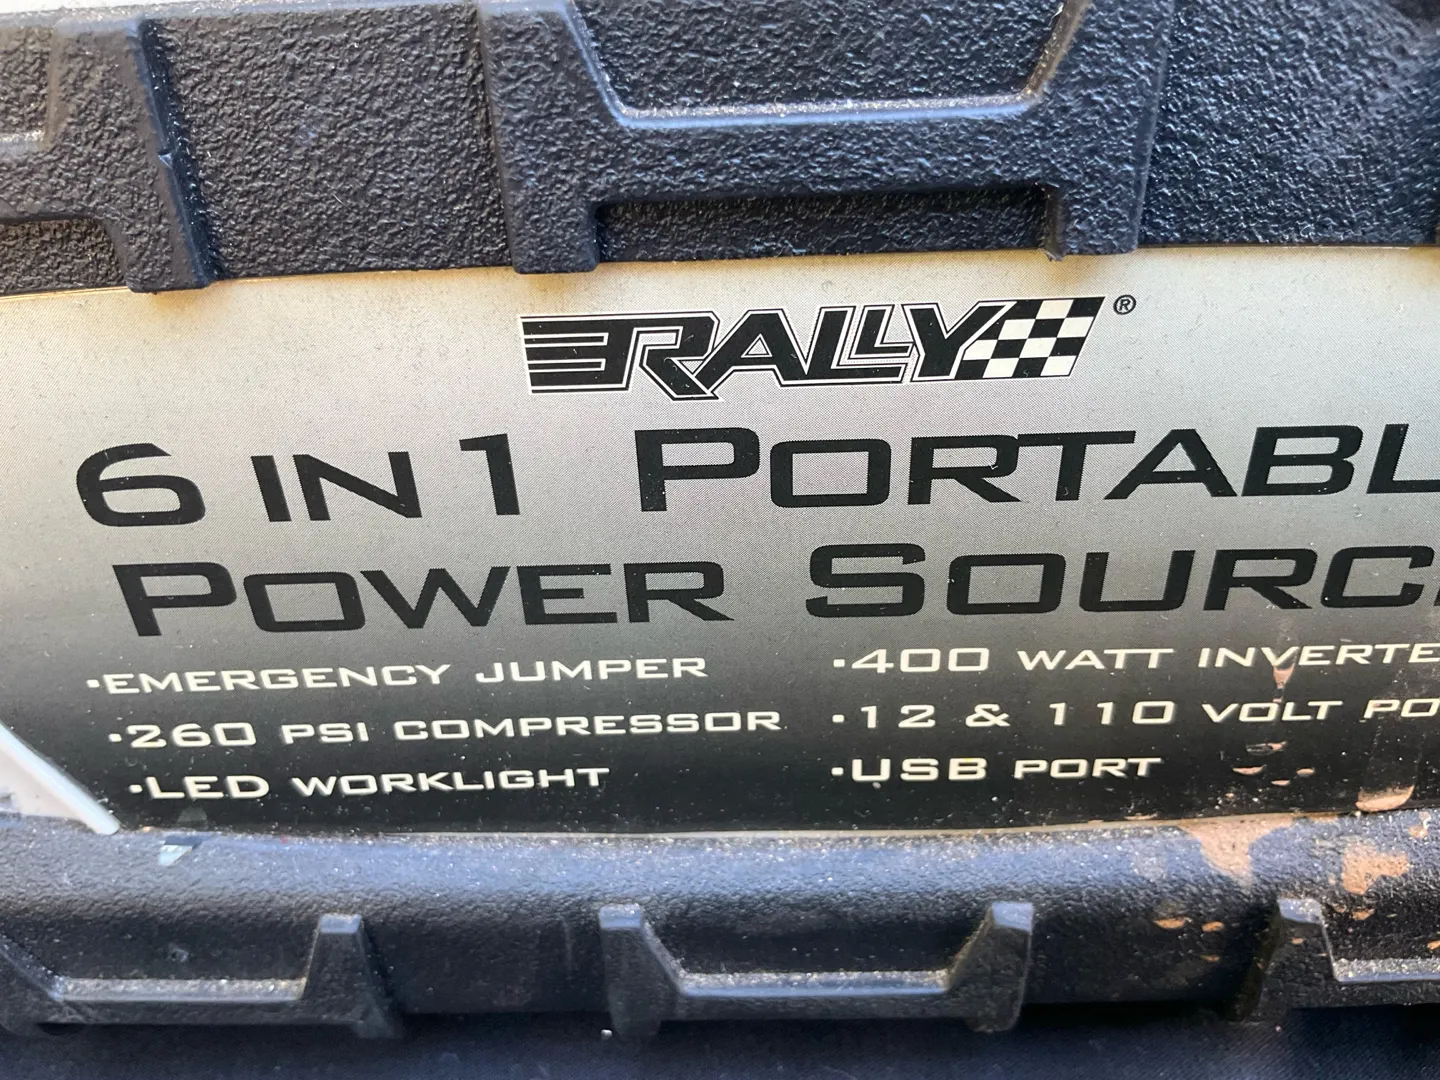 RALLY®
6 IN 1 PORTABL
POWER SOURC
•EMERGENCY JUMPER
•260 PSI COMPRESSOR
•LED WORKLIGHT
•400 WATT INVERTE
•12 & 110 VOLT PO
•USB PORT